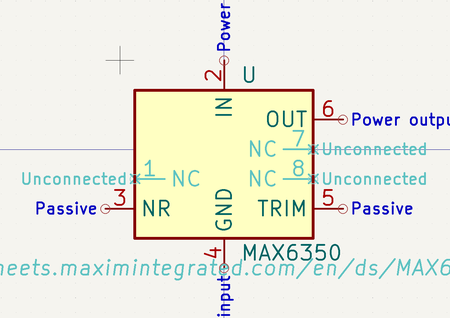 Power
2
U
IN
OUT
6
Power outpu
NC
7
Unconnected
Unconnected
1
NC
NC
8
Unconnected
Passive
3
NR
GND
TRIM
5
Passive
4
MAX6350
heets.maximintegrated.com/en/ds/MAX6
input